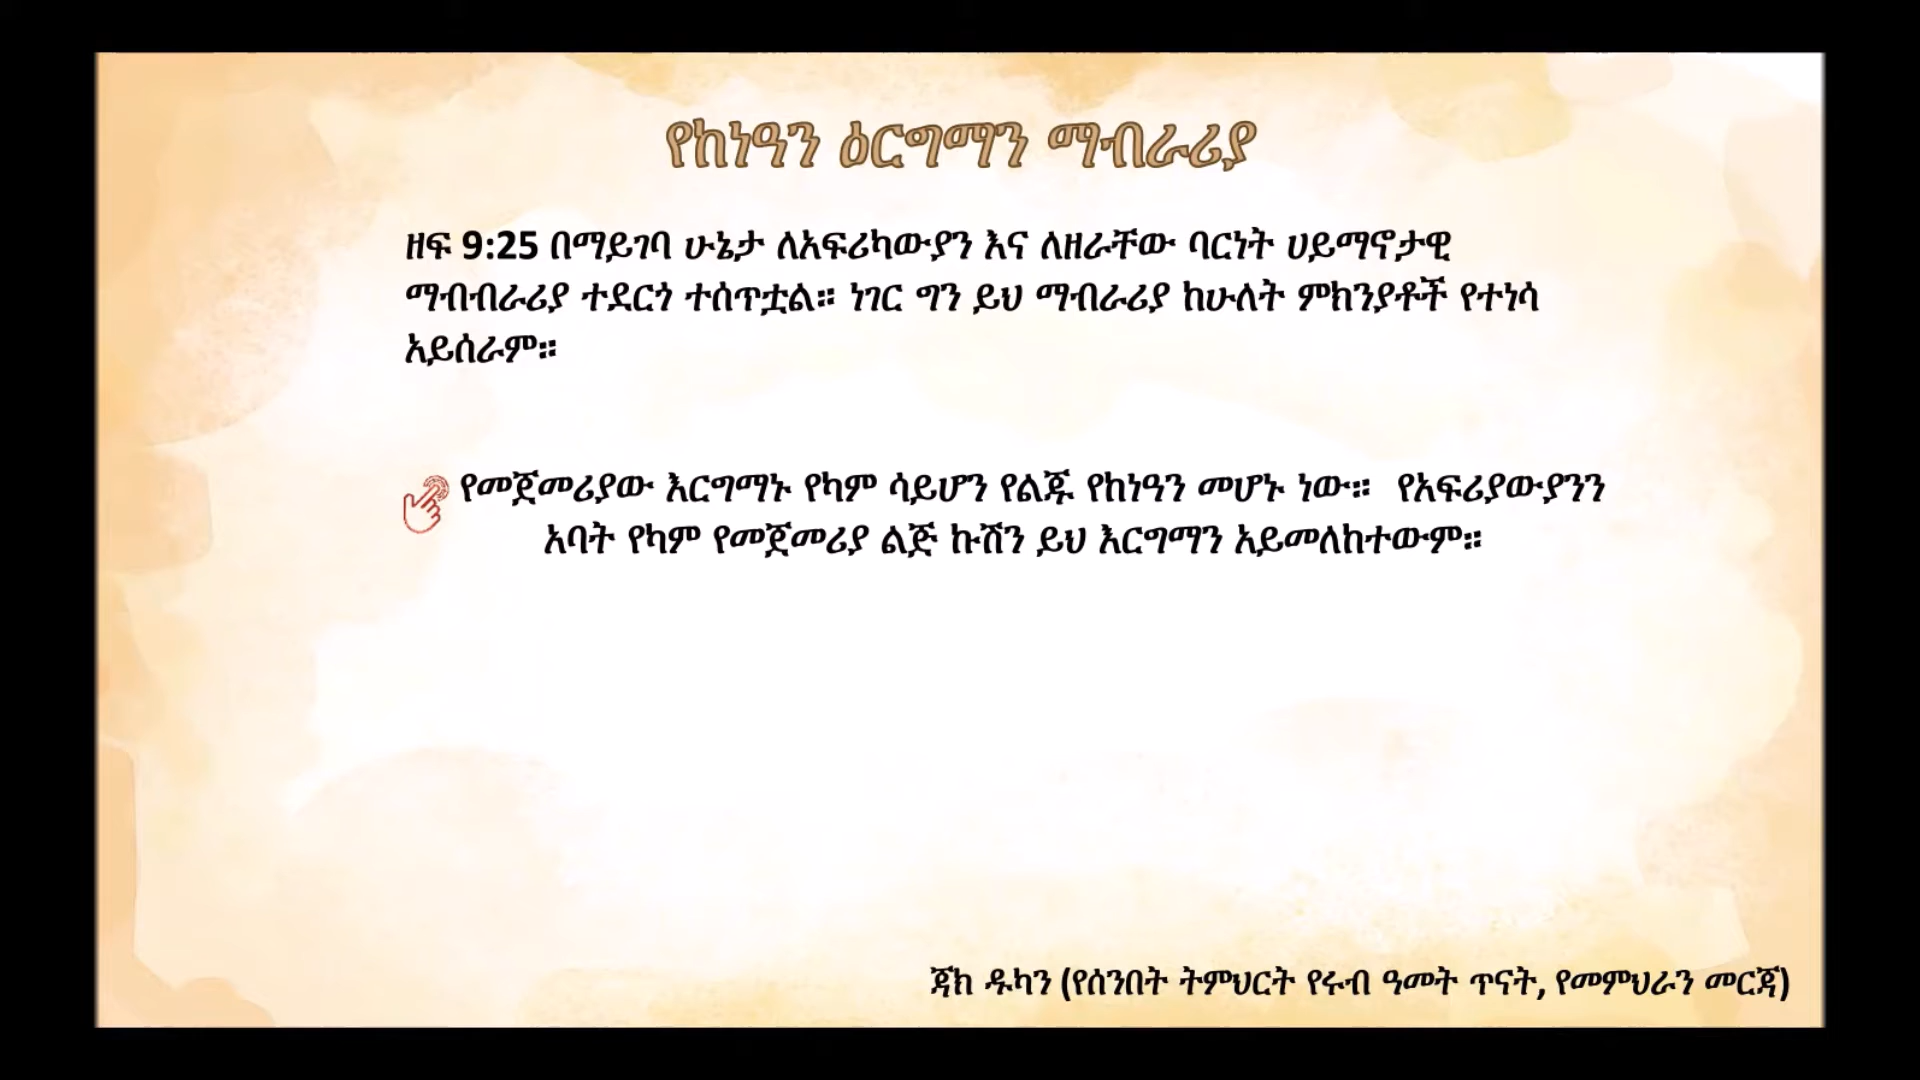 የከነዓን ዕርግማን ማብራሪያ
ዘፍ 9:25 በማይገባ ሁኔታ ለአፍሪካውያን እና ለዘራቸው ባርነት ሀይማኖታዊ
ማብብራሪያ ተደርጎ ተሰጥቷል። ነገር ግን ይህ ማብራሪያ ከሁለት ምክንያቶች የተነሳ
አይሰራም።
የመጀመሪያው እርግማኑ የካም ሳይሆን የልጁ የከነዓን መሆኑ ነው። የአፍሪያውያንን
አባት የካም የመጀመሪያ ልጅ ኩሽን ይህ እርግማን አይመለከተውም።
ጃክ ዱካን (የሰንበት ትምህርት የሩብ ዓመት ጥናት, የመምህራን መርጃ)